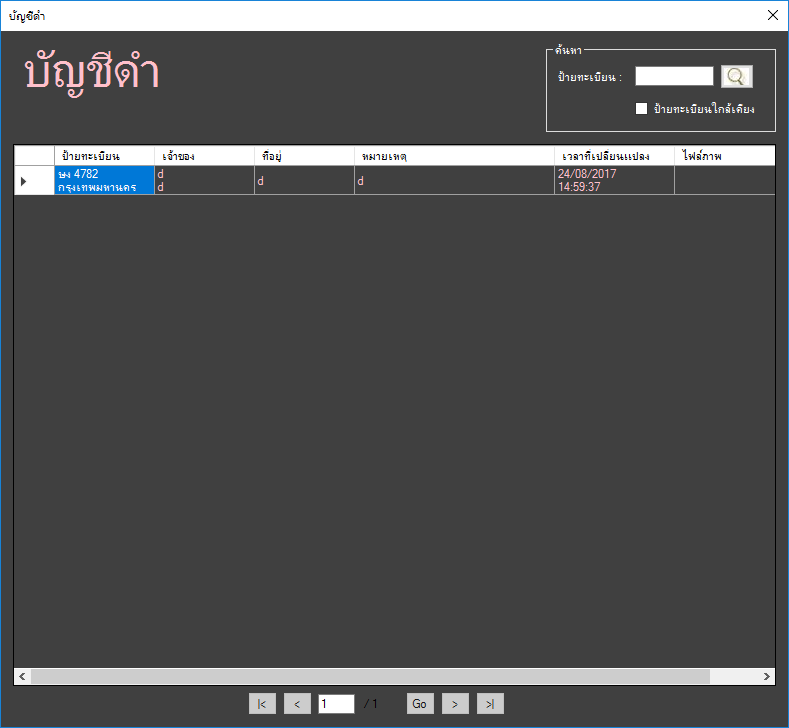 บัญชีดำ
บัญชีดำ
ค้นหา
ป้ายทะเบียน :
ป้ายทะเบียนใกล้เคียง
ป้ายทะเบียน เจ้าของ ที่อยู่ หมายเหตุ เวลาที่เปลี่ยนแปลง ไฟล์ภาพ
ษง 4782 d d d 24/08/2017
กรุงเทพมหานคร d 14:59:37
|< < 1 / 1 Go > >|